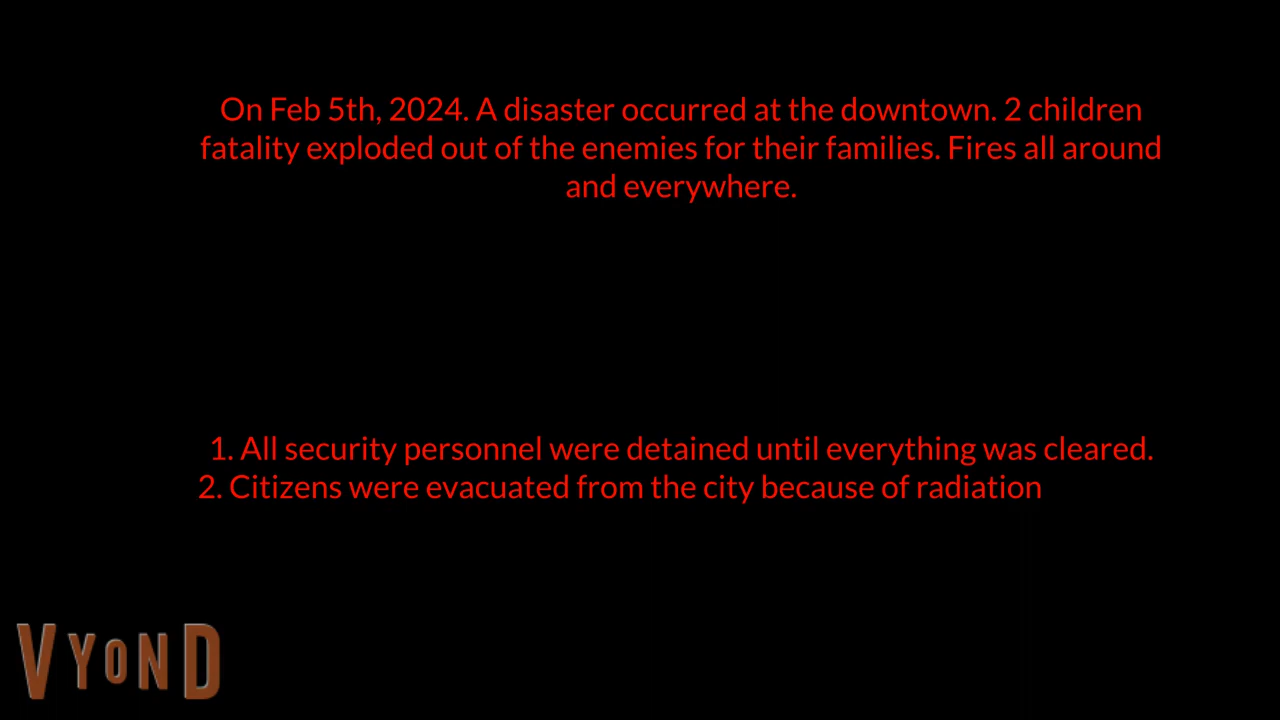 On Feb 5th, 2024. A disaster occurred at the downtown. 2 children
fatality exploded out of the enemies for their families. Fires all around
and everywhere.
1. All security personnel were detained until everything was cleared.
2. Citizens were evacuated from the city because of radiation
VYOND